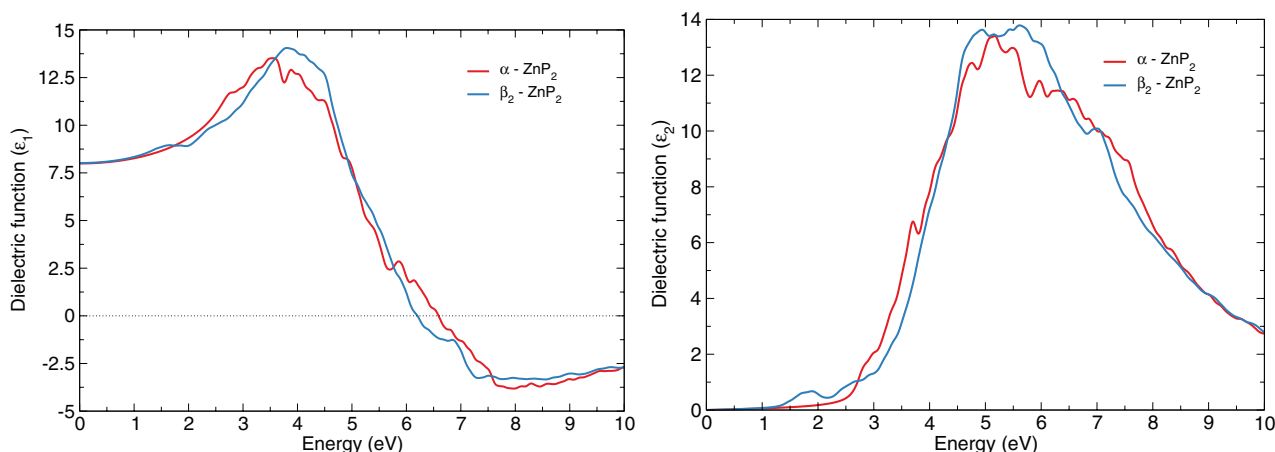 15
12.5
10
7.5
5
2.5
0
-2.5
-5
Dielectric function (ε1)
α - ZnP2
β2 - ZnP2
0 1 2 3 4 5 6 7 8 9 10
Energy (eV)
14
12
10
8
6
4
2
0
Dielectric function (ε2)
α - ZnP2
β2 - ZnP2
0 1 2 3 4 5 6 7 8 9 10
Energy (eV)